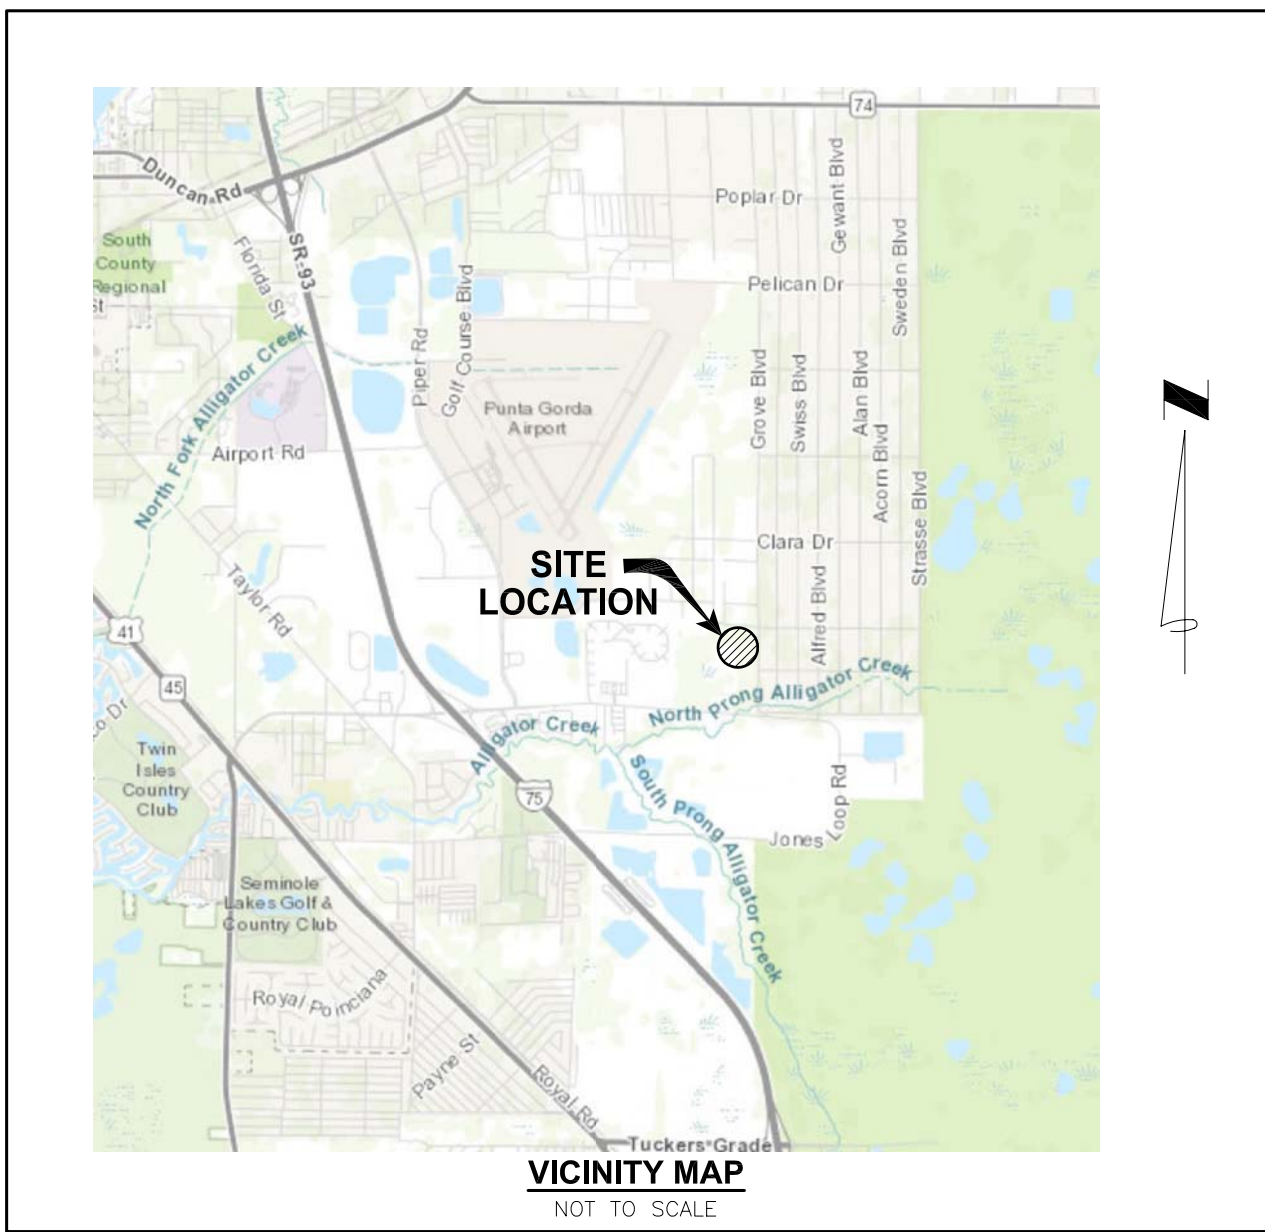 74
Duncan Rd
Poplar Dr
Gewant Blvd
South
County
Regional
St
Florida St
SR-93
Sweden Blvd
Pelican Dr
Piper Rd
Golf Course Blvd
North Fork Alligator Creek
Grove Blvd
Swiss Blvd
Alan Blvd
Punta Gorda
Airport
Airport Rd
Acorn Blvd
Strasse Blvd
Clara Dr
SITE
LOCATION
Taylor Rd
Alfred Blvd
41
45
North Prong Alligator Creek
Alligator Creek
co Dr
Twin
Isles
Country
Club
75
South Prong Alligator Creek
Jones Loop Rd
Seminole
Lakes Golf &
Country Club
Royal Poinciana
Payne St
Royal Rd
Tuckers Grade
N
VICINITY MAP
NOT TO SCALE